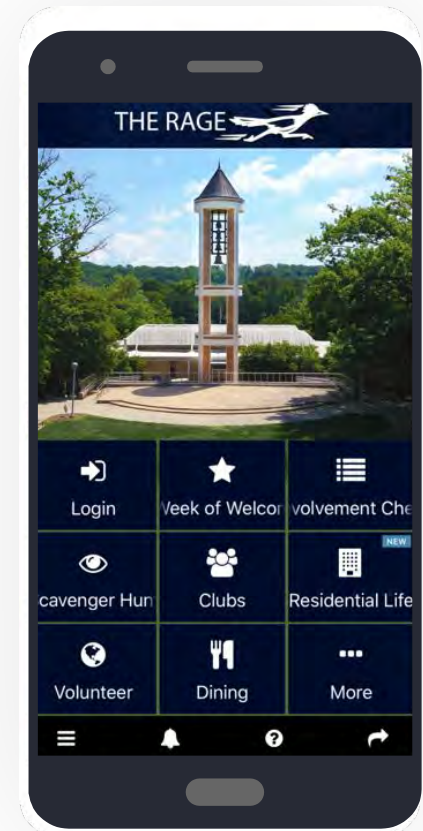 THE RAGE
Login
Week of Welcor
volvement Che
cavenger Hun
NEW
Clubs
Residential Life
Volunteer
Dining
More